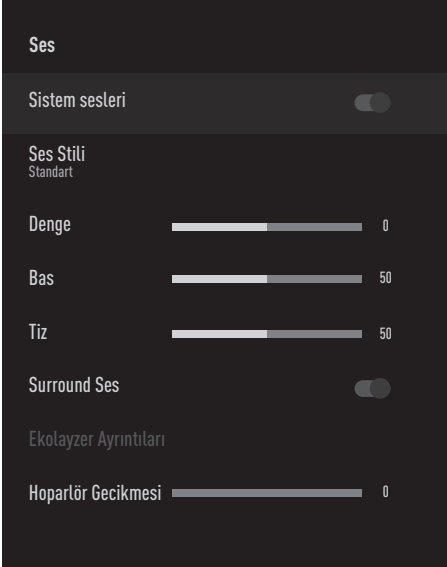 Ses
Sistem sesleri
Ses Stili
Standart
Denge 0
Bas 50
Tiz 50
Surround Ses
Ekolayzer Ayrıntıları
Hoparlör Gecikmesi 0